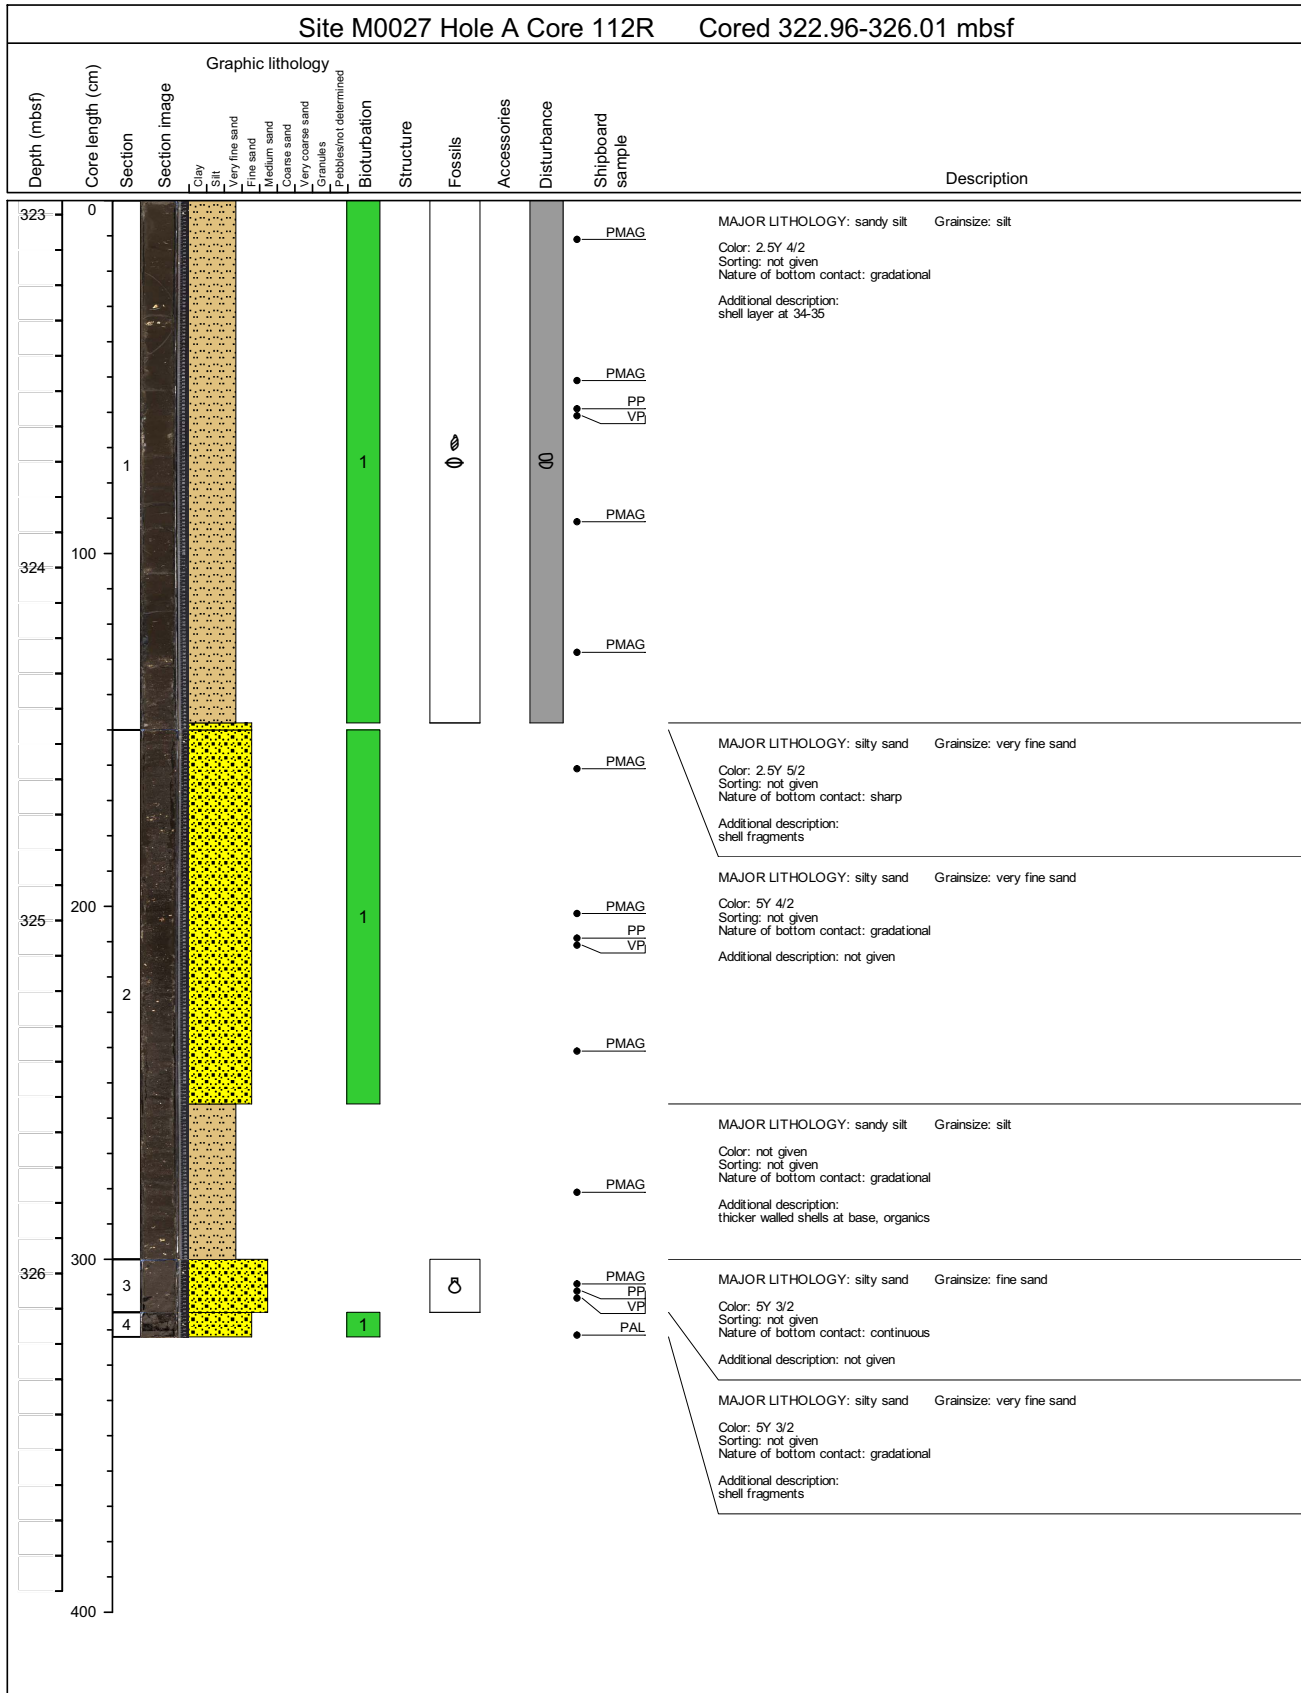 Site M0027 Hole A Core 112R Cored 322.96-326.01 mbsf
Depth (mbsf)
Core length (cm)
Section
Section image
Graphic lithology
Clay
Silt
Very fine sand
Fine sand
Medium sand
Coarse sand
Very coarse sand
Granules
Pebbles/not determined
Bioturbation
Structure
Fossils
Accessories
Disturbance
Shipboard
sample
Description
323
0
PMAG
MAJOR LITHOLOGY: sandy silt Grainsize: silt
Color: 2.5Y 4/2
Sorting: not given
Nature of bottom contact: gradational
Additional description:
shell layer at 34-35
PMAG
PP
VP
1
1
PMAG
100
324
PMAG
MAJOR LITHOLOGY: silty sand Grainsize: very fine sand
Color: 2.5Y 5/2
Sorting: not given
Nature of bottom contact: sharp
Additional description:
shell fragments
PMAG
MAJOR LITHOLOGY: silty sand Grainsize: very fine sand
Color: 5Y 4/2
Sorting: not given
Nature of bottom contact: gradational
Additional description: not given
200
325
1
PMAG
PP
VP
2
PMAG
MAJOR LITHOLOGY: sandy silt Grainsize: silt
Color: not given
Sorting: not given
Nature of bottom contact: gradational
Additional description:
thicker walled shells at base, organics
PMAG
300
326
3
PMAG
PP
VP
MAJOR LITHOLOGY: silty sand Grainsize: fine sand
Color: 5Y 3/2
Sorting: not given
Nature of bottom contact: continuous
Additional description: not given
4
1
PAL
MAJOR LITHOLOGY: silty sand Grainsize: very fine sand
Color: 5Y 3/2
Sorting: not given
Nature of bottom contact: gradational
Additional description:
shell fragments
400